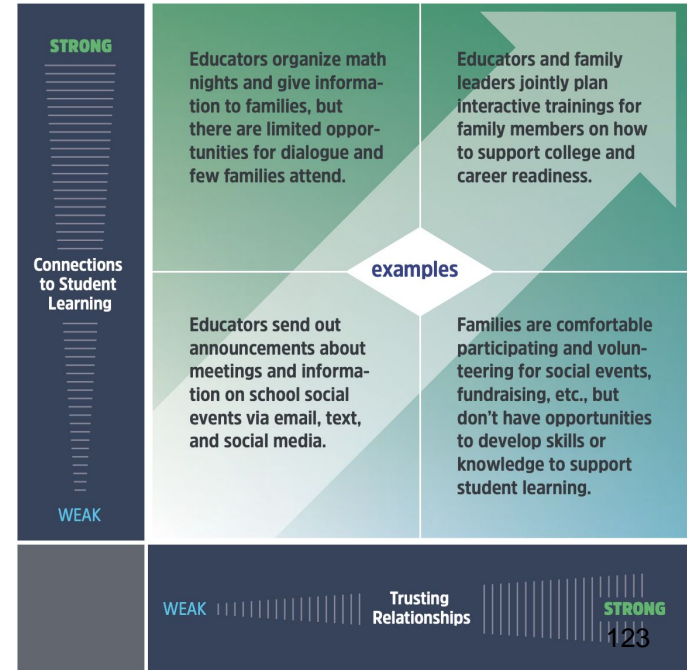 STRONG
Connections
to Student
Learning
WEAK
Educators organize math
nights and give informa-
tion to families, but
there are limited oppor-
tunities for dialogue and
few families attend.
Educators and family
leaders jointly plan
interactive trainings for
family members on how
to support college and
career readiness.
examples
Educators send out
announcements about
meetings and informa-
tion on school social
events via email, text,
and social media.
Families are comfortable
participating and volun-
teering for social events,
fundraising, etc., but
don't have opportunities
to develop skills or
knowledge to support
student learning.
WEAK
Trusting
Relationships
STRONG
123